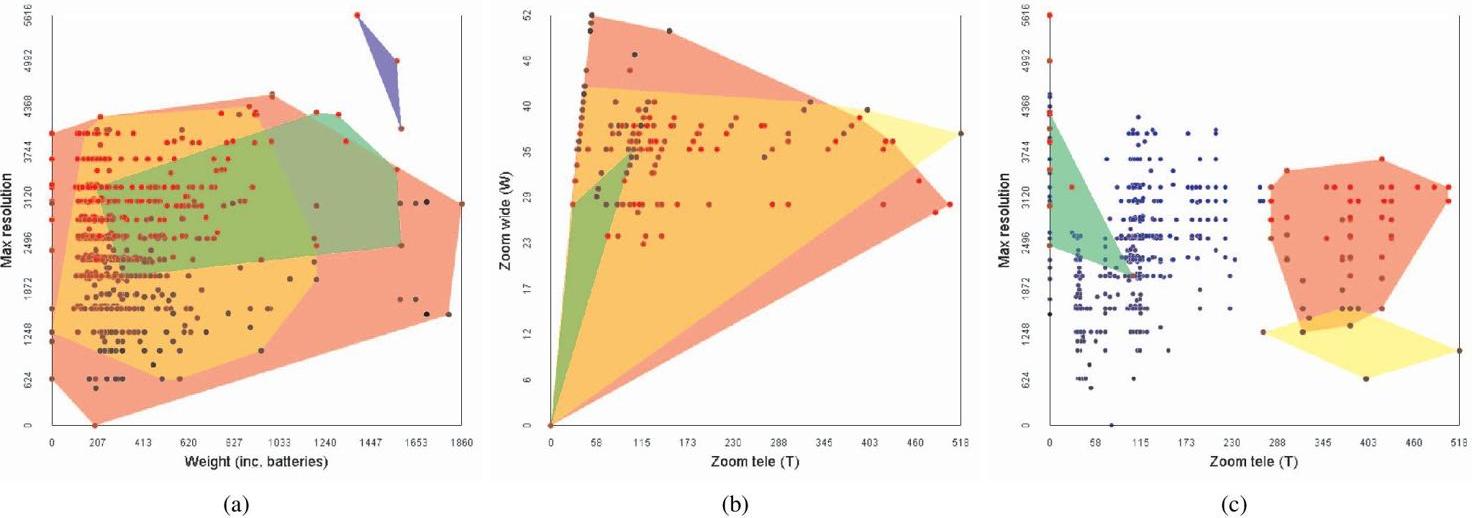 5616
4992
4368
3744
3120
2496
1872
1248
624
0
Max resolution
0 207 413 620 827 1033 1240 1447 1653 1860
Weight (inc. batteries)
(a)
52
46
40
35
29
23
17
12
6
0
Zoom wide (W)
0 58 115 173 230 288 345 403 460 518
Zoom tele (T)
(b)
5616
4992
4368
3744
3120
2496
1872
1248
624
0
Max resolution
0 58 115 173 230 288 345 403 460 518
Zoom tele (T)
(c)